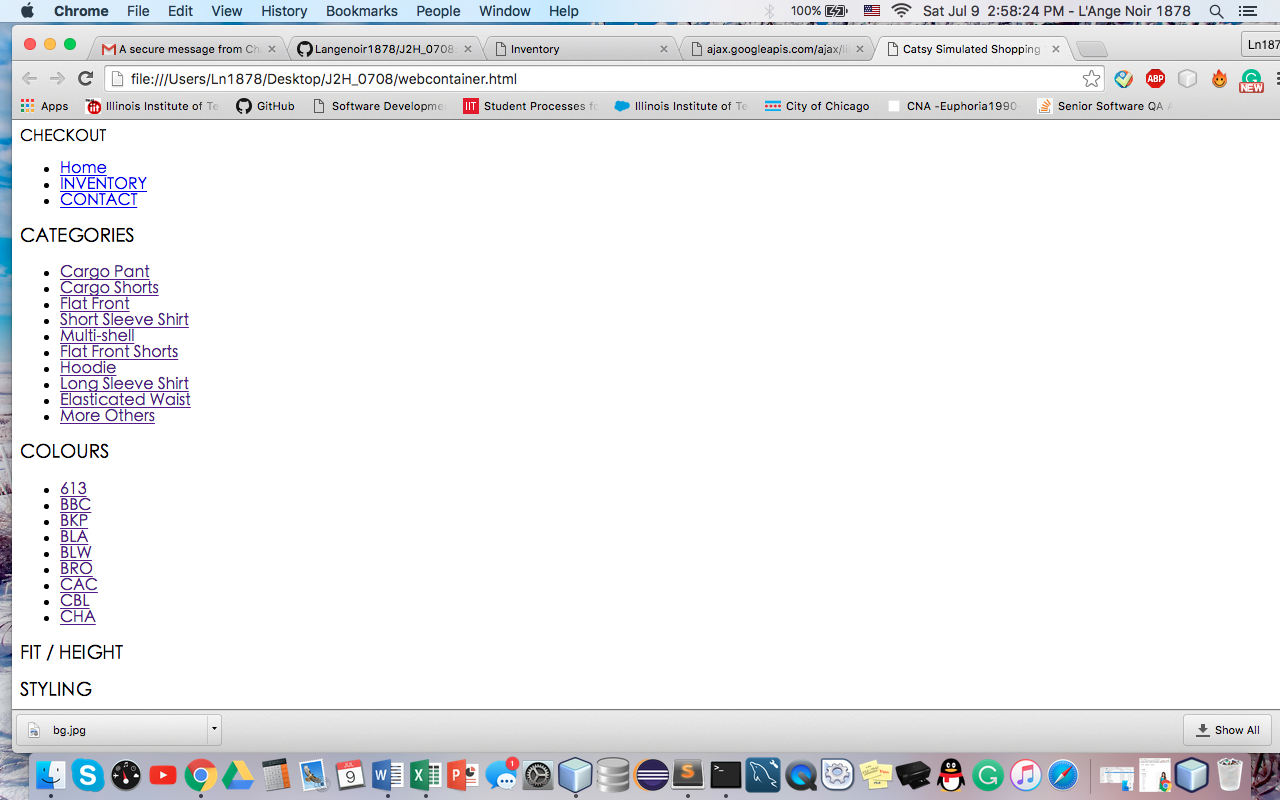 Chrome File Edit View History Bookmarks People Window Help 100% Sat Jul 9 2:58:24 PM - L'Ange Noir 1878
A secure message from Ch Langenoir1878/J2H_0708 Inventory ajax.googleapis.com/ajax/li Catsy Simulated Shopping Ln187
file:///Users/Ln1878/Desktop/J2H_0708/webcontainer.html ABP NEW
Apps Illinois Institute of Te GitHub Software Developme IIT Student Processes fo Illinois Institute of Te City of Chicago CNA -Euphoria1990- Senior Software QA A
CHECKOUT
Home
INVENTORY
CONTACT
CATEGORIES
Cargo Pant
Cargo Shorts
Flat Front
Short Sleeve Shirt
Multi-shell
Flat Front Shorts
Hoodie
Long Sleeve Shirt
Elasticated Waist
More Others
COLOURS
613
BBC
BKP
BLA
BLW
BRO
CAC
CBL
CHA
FIT / HEIGHT
STYLING
bg.jpg Show All
JUL 9 1